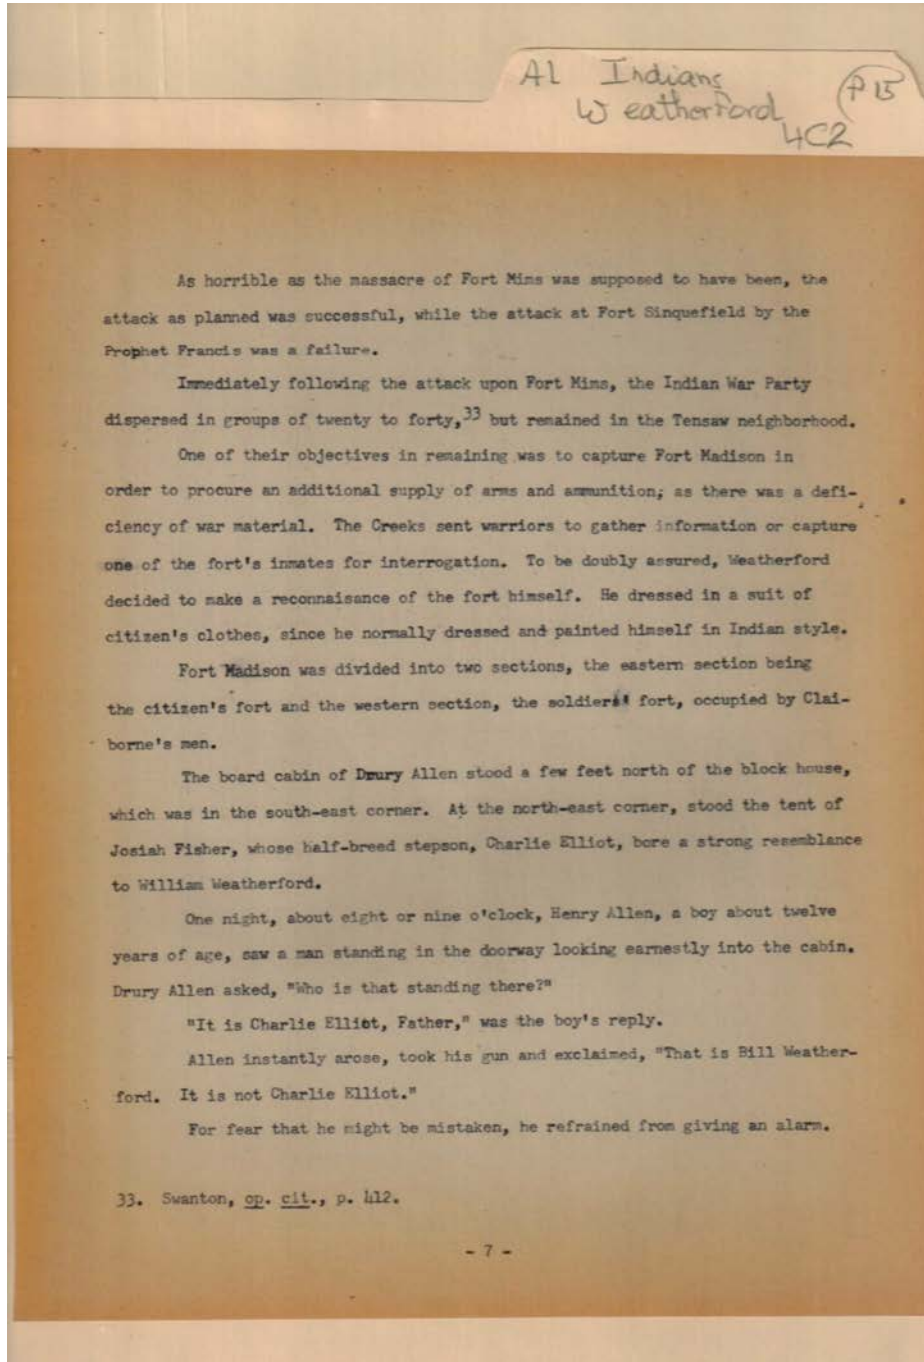 Al Indians
Weatherford
P 15
4C2
As horrible as the massacre of Fort Mims was supposed to have been, the
attack as planned was successful, while the attack at Fort Sinquefield by the
Prophet Francis was a failure.
Immediately following the attack upon Fort Mims, the Indian War Party
dispersed in groups of twenty to forty,33 but remained in the Tensaw neighborhood.
One of their objectives in remaining was to capture Fort Madison in
order to procure an additional supply of arms and ammunition, as there was a defi-
ciency of war material. The Creeks sent warriors to gather information or capture
one of the fort's inmates for interrogation. To be doubly assured, Weatherford
decided to make a reconnaisance of the fort himself. He dressed in a suit of
citizen's clothes, since he normally dressed and painted himself in Indian style.
Fort Madison was divided into two sections, the eastern section being
the citizen's fort and the western section, the soldiers' fort, occupied by Clai-
borne's men.
The board cabin of Drury Allen stood a few feet north of the block house,
which was in the south-east corner. At the north-east corner, stood the tent of
Josiah Fisher, whose half-breed stepson, Charlie Elliot, bore a strong resemblance
to William Weatherford.
One night, about eight or nine o'clock, Henry Allen, a boy about twelve
years of age, saw a man standing in the doorway looking earnestly into the cabin.
Drury Allen asked, "Who is that standing there?"
"It is Charlie Elliot, Father," was the boy's reply.
Allen instantly arose, took his gun and exclaimed, "That is Bill Weather-
ford. It is not Charlie Elliot."
For fear that he might be mistaken, he refrained from giving an alarm.
33. Swanton, op. cit., p. 412.
- 7 -